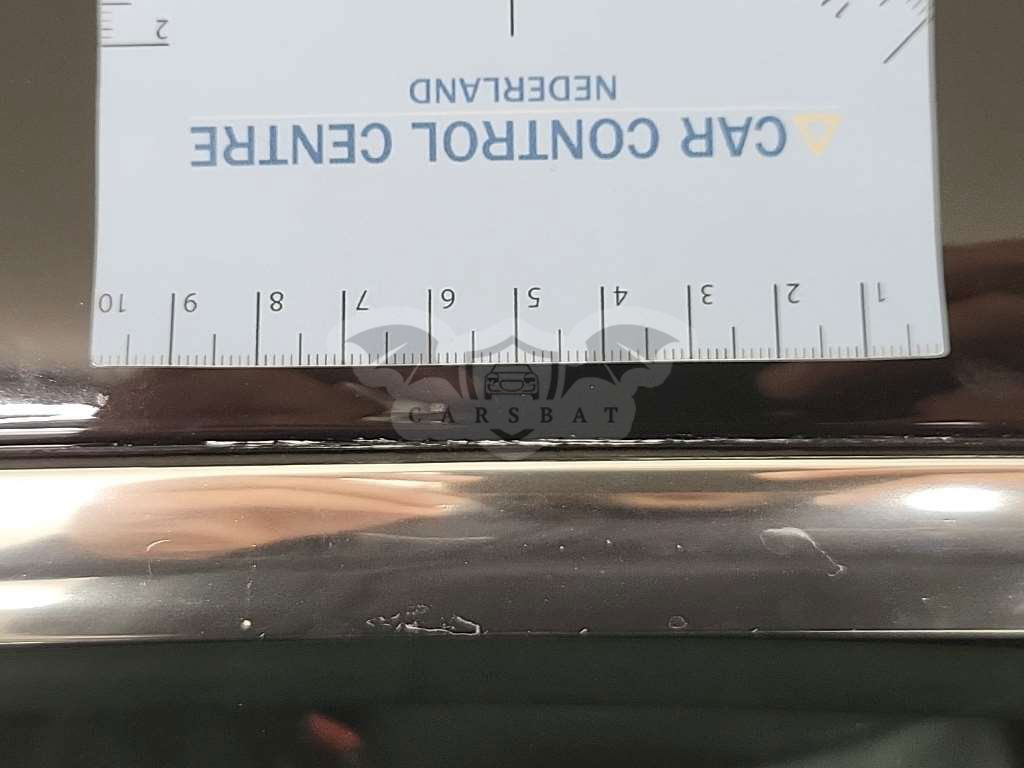 CAR CONTROL CENTRE
NEDERLAND
1 2 3 4 5 6 7 8 9 10
2
CARSBAT